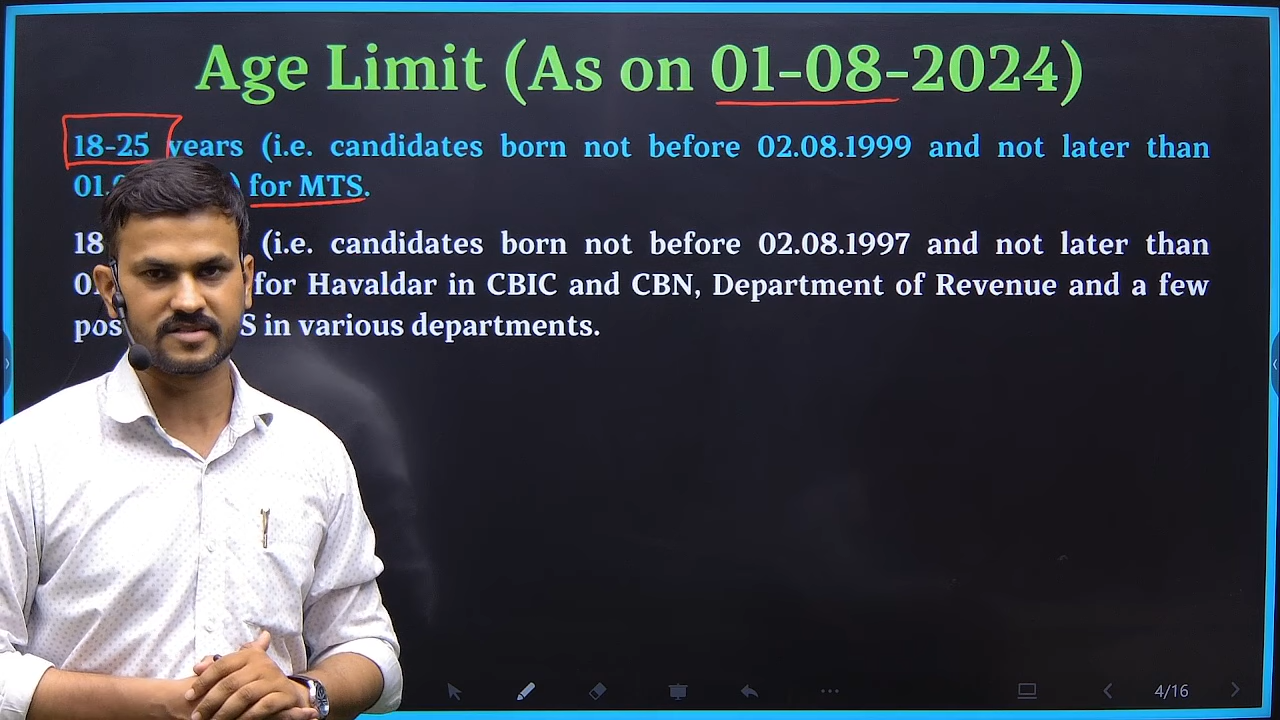 Age Limit (As on 01-08-2024)
18-25 years (i.e. candidates born not before 02.08.1999 and not later than
01. ) for MTS.
18 (i.e. candidates born not before 02.08.1997 and not later than
for Havaldar in CBIC and CBN, Department of Revenue and a few
pos S in various departments.
4/16